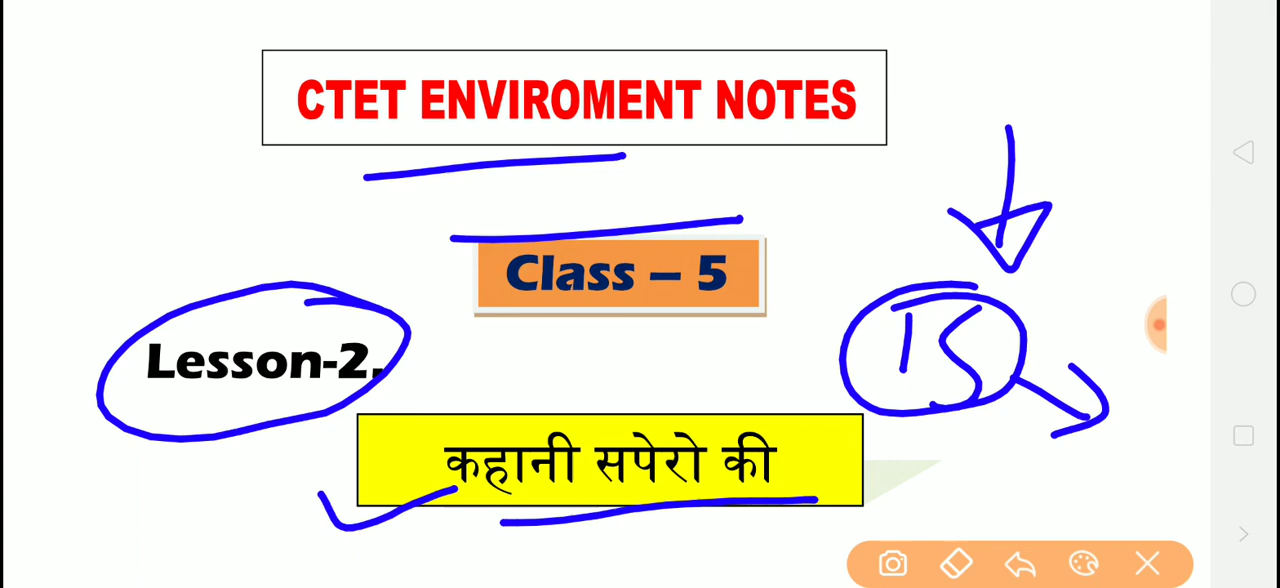 CTET ENVIROMENT NOTES
Class – 5
Lesson-2.
15
कहानी सपेरो की